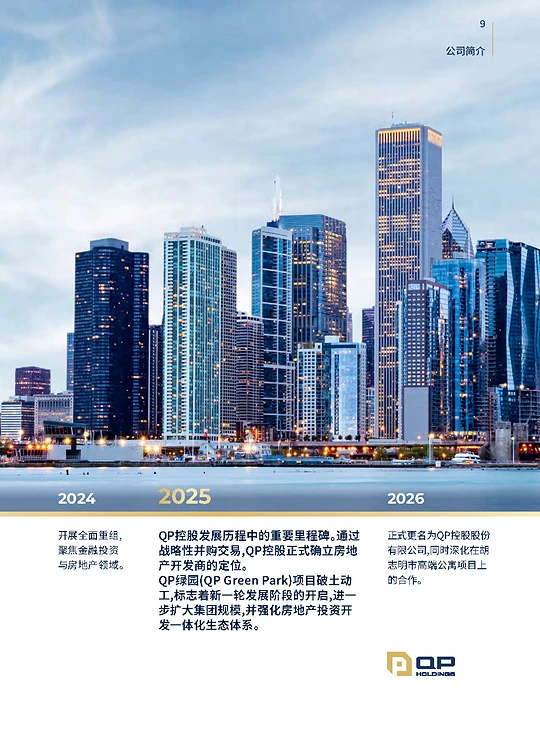 9
公司简介
2024
2025
2026
开展全面重组，
聚焦金融投资
与房地产领域。
QP控股发展历程中的重要里程碑。通过
战略性并购交易，QP控股正式确立房地
产开发商的定位。
QP绿园(QP Green Park)项目破土动
工，标志着新一轮发展阶段的开启，进一
步扩大集团规模，并强化房地产投资开
发一体化生态体系。
正式更名为QP控股股份
有限公司，同时深化在胡
志明市高端公寓项目上
的合作。
QP
HOLDINGS